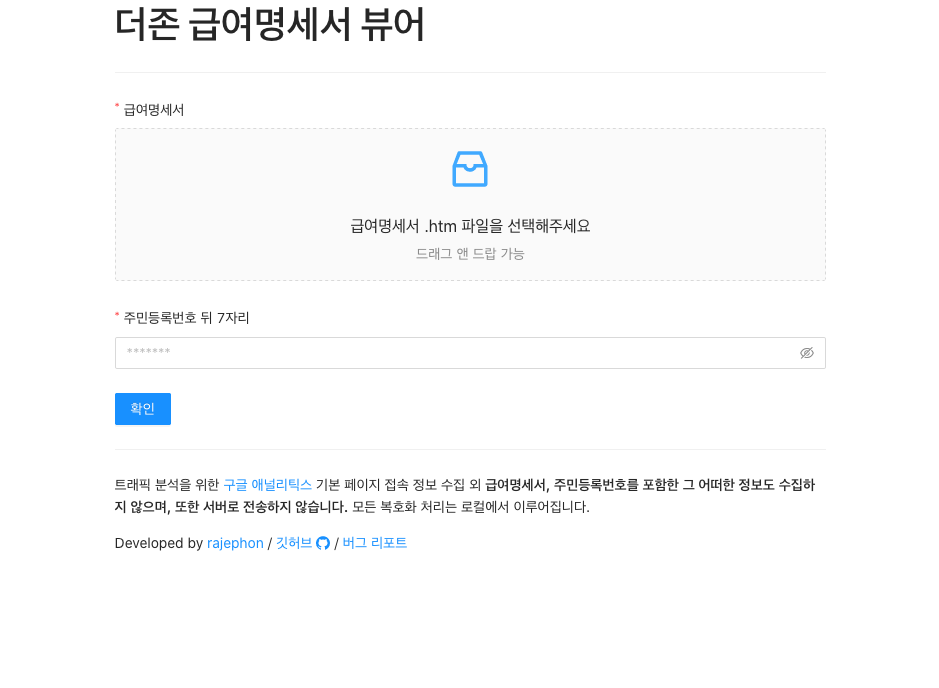 더존 급여명세서 뷰어
* 급여명세서
급여명세서 .htm 파일을 선택해주세요
드래그 앤 드랍 가능
* 주민등록번호 뒤 7자리
*******
확인
트래픽 분석을 위한 구글 애널리틱스 기본 페이지 접속 정보 수집 외 급여명세서, 주민등록번호를 포함한 그 어떠한 정보도 수집하
지 않으며, 또한 서버로 전송하지 않습니다. 모든 복호화 처리는 로컬에서 이루어집니다.
Developed by rajephon / 깃허브 / 버그 리포트